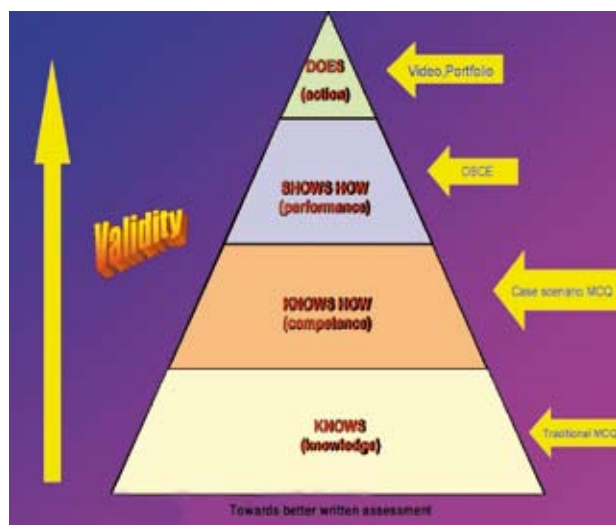 DOES
(action)
Video,Portfolio
SHOWS HOW
(performance)
OSCE
Validity
KNOWS HOW
(competance)
Case scenario MCQ
KNOWS
(knowledge)
Traditional MCQ
Towards better written assessment